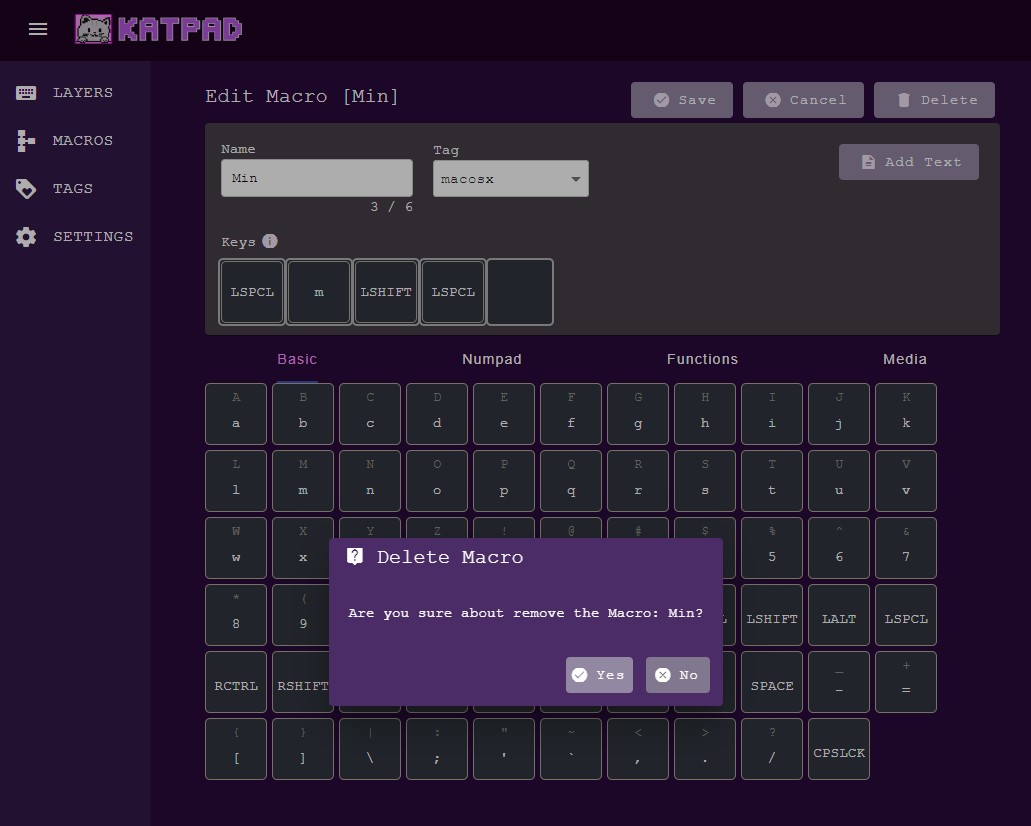 KATPAD
LAYERS
MACROS
TAGS
SETTINGS
Edit Macro [Min]
Save
Cancel
Delete
Name
Tag
Min
macosx
Add Text
3 / 6
Keys
LSPCL m LSHIFT LSPCL
Basic Numpad Functions Media
A B C D E F G H I J K
a b c d e f g h i j k
L M N O P Q R S T U V
l m n o p q r s t u v
W X Y Z ! @ # $ % ^ &
w x 5 6 7
* (
8 9 LSHIFT LALT LSPCL
Delete Macro
Are you sure about remove the Macro: Min?
Yes No
_ +
RCTRL RSHIFT SPACE - =
{ } | : " ~ < > ?
[ ] \ ; ' ` , . / CPSLCK